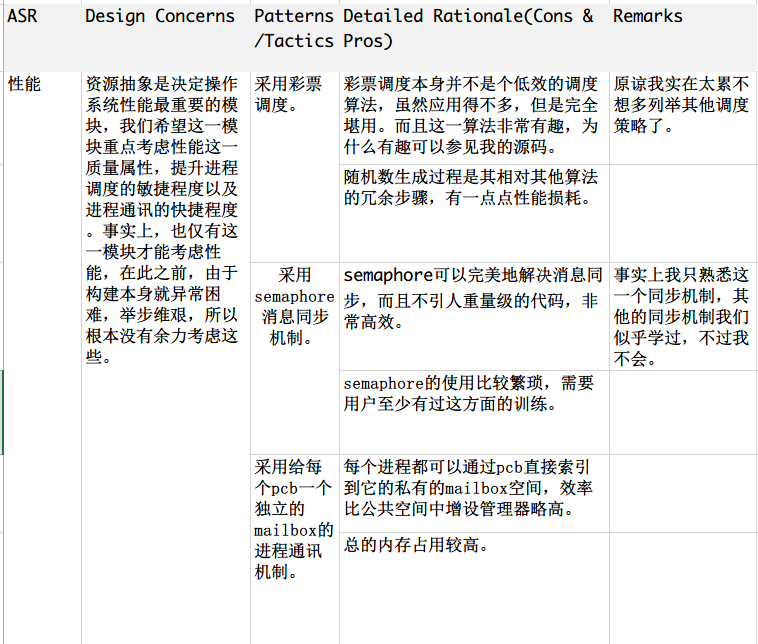 ASR
Design Concerns
Patterns
/Tactics
Detailed Rationale(Cons &
Pros)
Remarks
性能
资源抽象是决定操作
系统性能最重要的模
块，我们希望这一模
块重点考虑性能这一
质量属性，提升进程
调度的敏捷程度以及
进程通讯的快捷程度
。事实上，也仅有这
一模块才能考虑性
能，在此之前，由于
构建本身就异常困
难，举步维艰，所以
根本没有余力考虑这
些。
采用彩票
调度。
彩票调度本身并不是个低效的调度
算法，虽然应用得不多，但是完全
堪用。而且这一算法非常有趣，为
什么有趣可以参见我的源码。
原谅我实在太累不
想多列举其他调度
策略了。
随机数生成过程是其相对其他算法
的冗余步骤，有一点点性能损耗。
采用
semaphore
消息同步
机制。
semaphore可以完美地解决消息同
步，而且不引人重量级的代码，非
常高效。
事实上我只熟悉这
一个同步机制，其
他的同步机制我们
似乎学过，不过我
不会。
semaphore的使用比较繁琐，需要
用户至少有过这方面的训练。
采用给每
个pcb一个
独立的
mailbox的
进程通讯
机制。
每个进程都可以通过pcb直接索引
到它的私有的mailbox空间，效率
比公共空间中增设管理器略高。
总的内存占用较高。